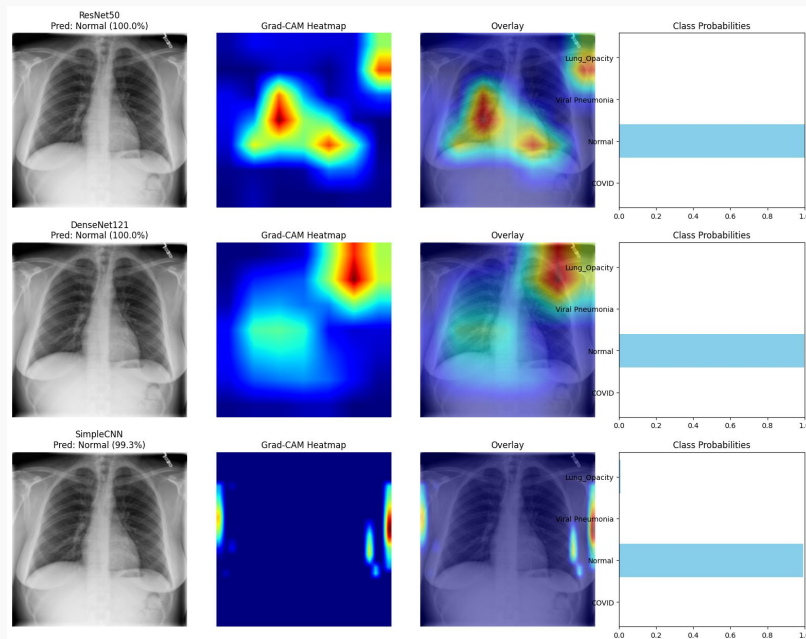 ResNet50
Pred: Normal (100.0%)
Grad-CAM Heatmap
Overlay
Class Probabilities
Lung_Opacity
Viral Pneumonia
Normal
COVID
0.0 0.2 0.4 0.6 0.8 1.0
DenseNet121
Pred: Normal (100.0%)
Grad-CAM Heatmap
Overlay
Class Probabilities
Lung_Opacity
Viral Pneumonia
Normal
COVID
0.0 0.2 0.4 0.6 0.8 1.0
SimpleCNN
Pred: Normal (99.3%)
Grad-CAM Heatmap
Overlay
Class Probabilities
Lung_Opacity
Viral Pneumonia
Normal
COVID
0.0 0.2 0.4 0.6 0.8